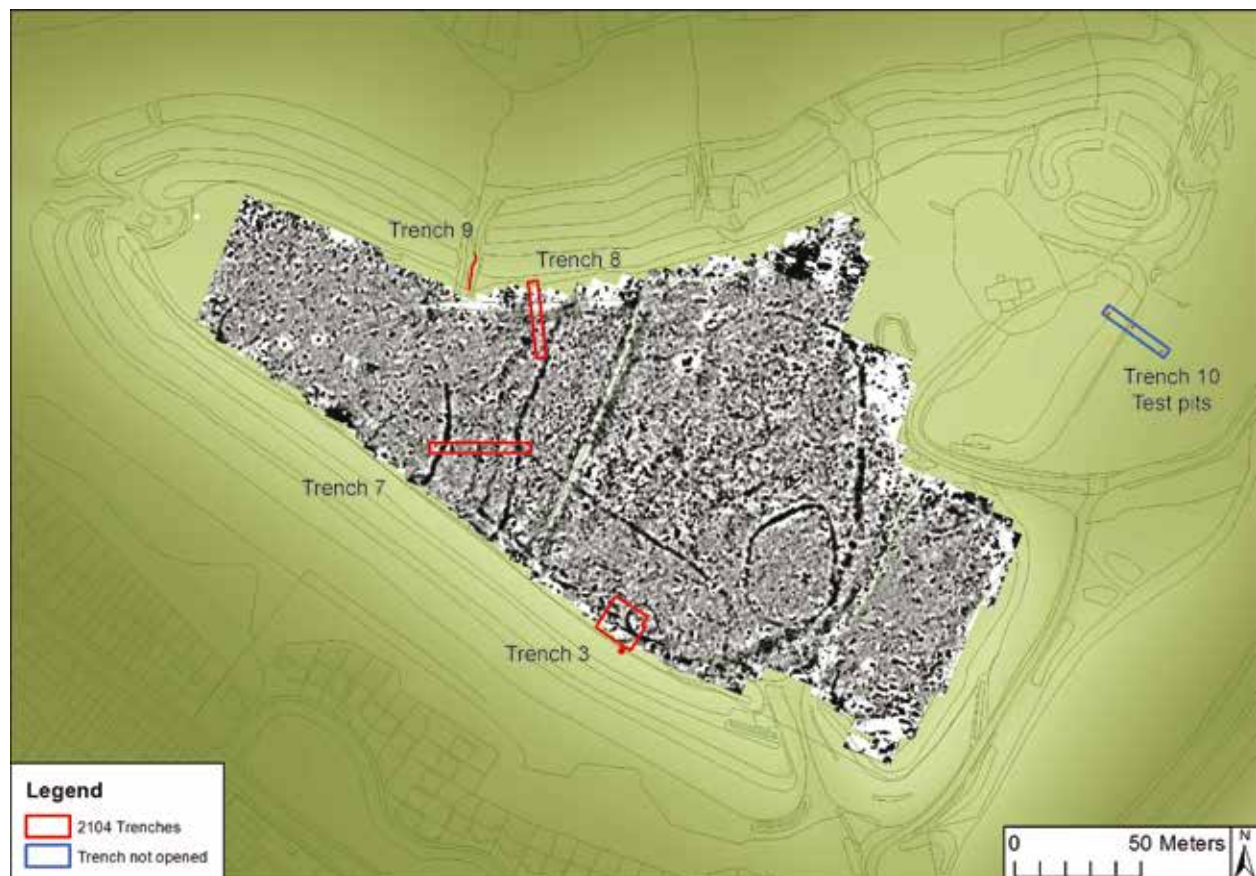 Trench 9
Trench 8
Trench 10
Test pits
Trench 7
Trench 3
Legend
2104 Trenches
Trench not opened
0 50 Meters
N